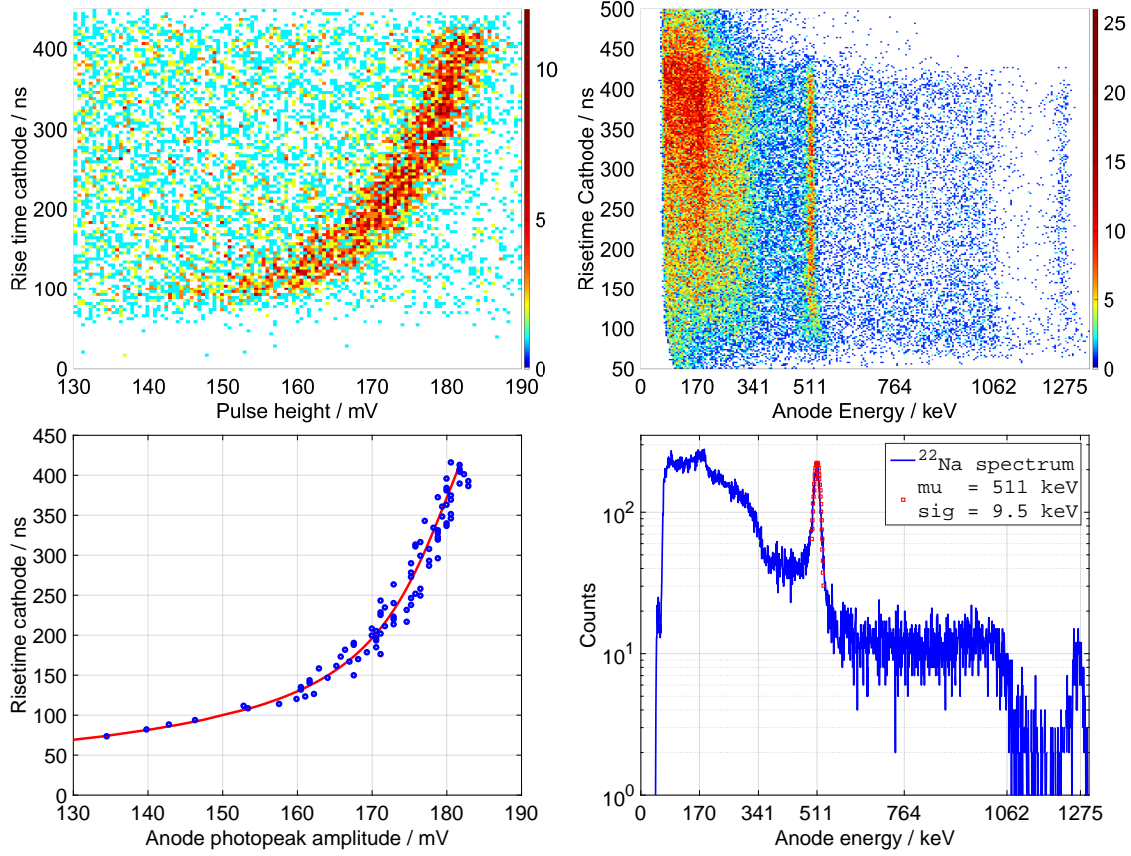 400
300
200
100
0
130 140 150 160 170 180 190
Rise time cathode / ns
Pulse height / mV
10
5
0
500
450
400
350
300
250
200
150
100
50
0 170 341 511 764 1062 1275
Risetime Cathode / ns
Anode Energy / keV
25
20
15
10
5
0
450
400
350
300
250
200
150
100
50
0
130 140 150 160 170 180 190
Risetime cathode / ns
Anode photopeak amplitude / mV
10²
10¹
10⁰
0 170 341 511 764 1062 1275
Counts
Anode energy / keV
²²Na spectrum
mu = 511 keV
sig = 9.5 keV